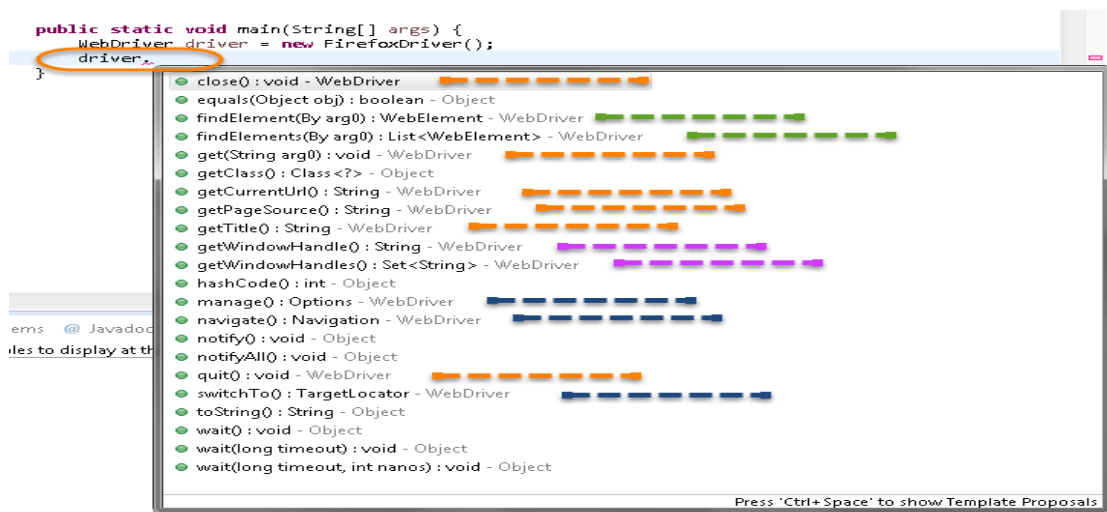 public static void main(String[] args) {
WebDriver driver = new FirefoxDriver();
driver.
}
close() : void - WebDriver
equals(Object obj) : boolean - Object
findElement(By arg0) : WebElement - WebDriver
findElements(By arg0) : List<WebElement> - WebDriver
get(String arg0) : void - WebDriver
getClass() : Class<?> - Object
getCurrentUrl() : String - WebDriver
getPageSource() : String - WebDriver
getTitle() : String - WebDriver
getWindowHandle() : String - WebDriver
getWindowHandles() : Set<String> - WebDriver
hashCode() : int - Object
manage() : Options - WebDriver
navigate() : Navigation - WebDriver
notify() : void - Object
notifyAll() : void - Object
quit() : void - WebDriver
switchTo() : TargetLocator - WebDriver
toString() : String - Object
wait() : void - Object
wait(long timeout) : void - Object
wait(long timeout, int nanos) : void - Object
Press 'Ctrl+Space' to show Template Proposals
ems @ Javadoc
les to display at th